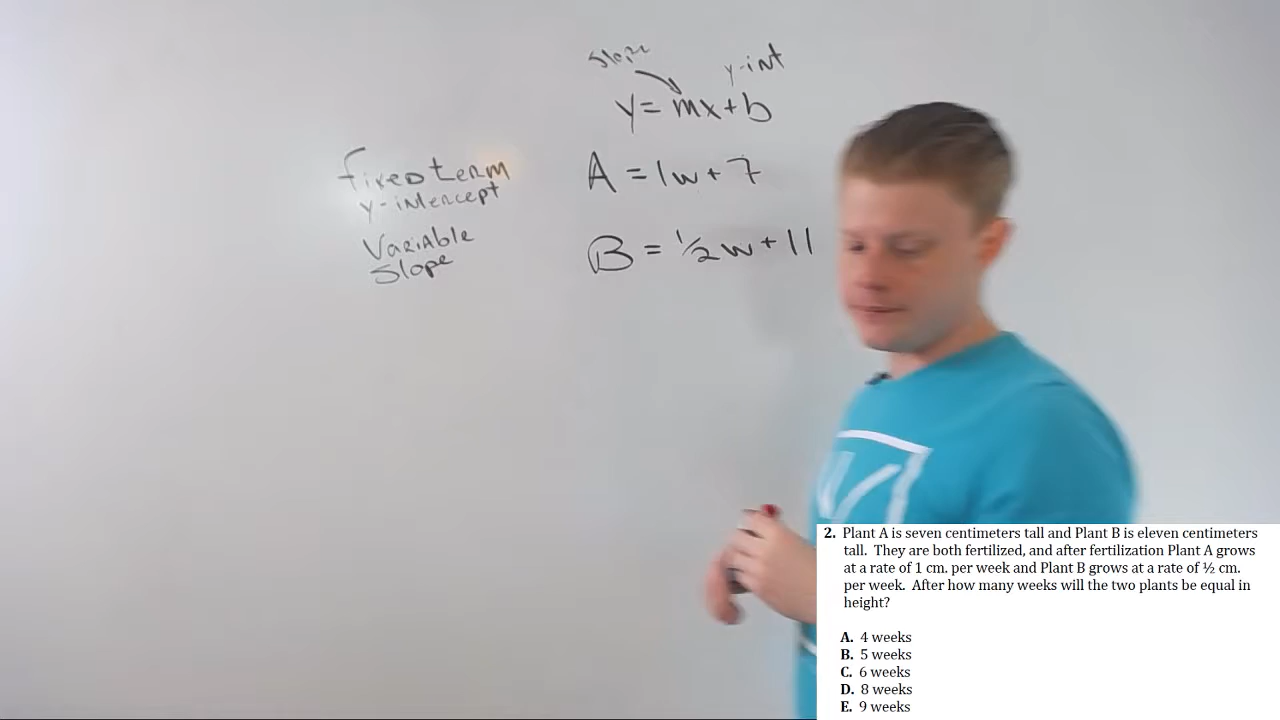 slope
y-int
y = mx + b
fixed term
y-intercept
Variable
slope
A = 1w + 7
B = ½w + 11
2. Plant A is seven centimeters tall and Plant B is eleven centimeters
tall. They are both fertilized, and after fertilization Plant A grows
at a rate of 1 cm. per week and Plant B grows at a rate of ½ cm.
per week. After how many weeks will the two plants be equal in
height?
A. 4 weeks
B. 5 weeks
C. 6 weeks
D. 8 weeks
E. 9 weeks